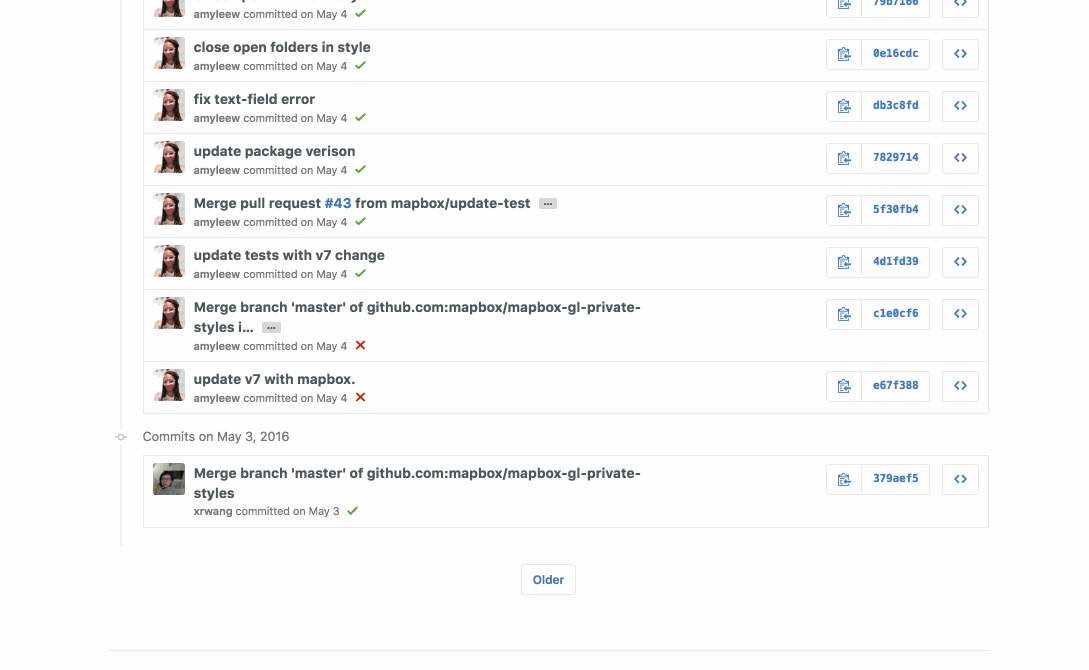 amyleew committed on May 4
close open folders in style
amyleew committed on May 4
0e16cdc
fix text-field error
amyleew committed on May 4
db3c8fd
update package verison
amyleew committed on May 4
7829714
Merge pull request #43 from mapbox/update-test ...
amyleew committed on May 4
5f30fb4
update tests with v7 change
amyleew committed on May 4
4d1fd39
Merge branch 'master' of github.com:mapbox/mapbox-gl-private-
styles i... ...
amyleew committed on May 4
c1e0cf6
update v7 with mapbox.
amyleew committed on May 4
e67f388
Commits on May 3, 2016
Merge branch 'master' of github.com:mapbox/mapbox-gl-private-
styles
xrwang committed on May 3
379aef5
Older